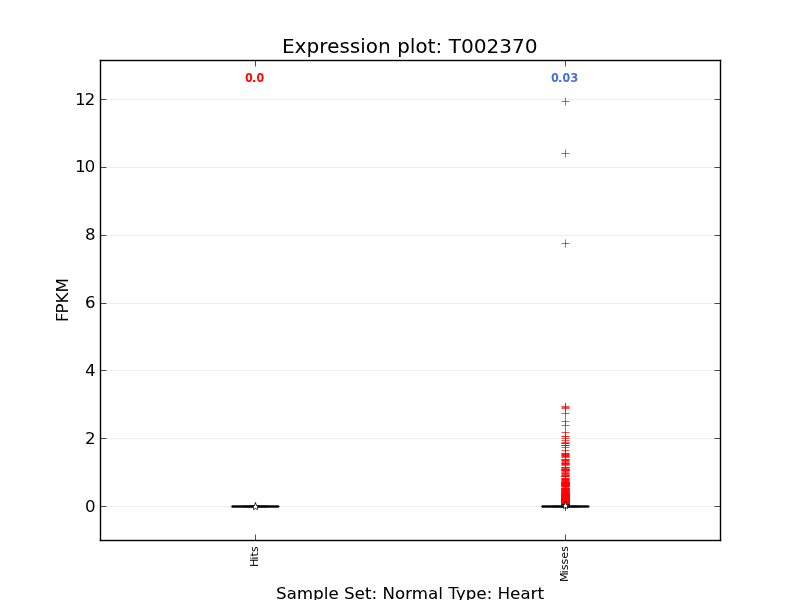 Expression plot: T002370
0.0
0.03
12
10
8
6
4
2
0
FPKM
Hits
Misses
Sample Set: Normal Type: Heart